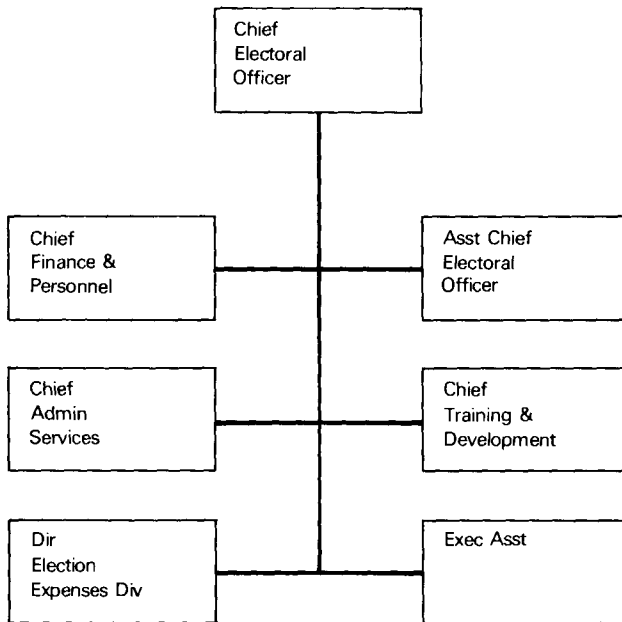 Chief
Electoral
Officer
Chief
Finance &
Personnel
Asst Chief
Electoral
Officer
Chief
Admin
Services
Chief
Training &
Development
Dir
Election
Expenses Div
Exec Asst